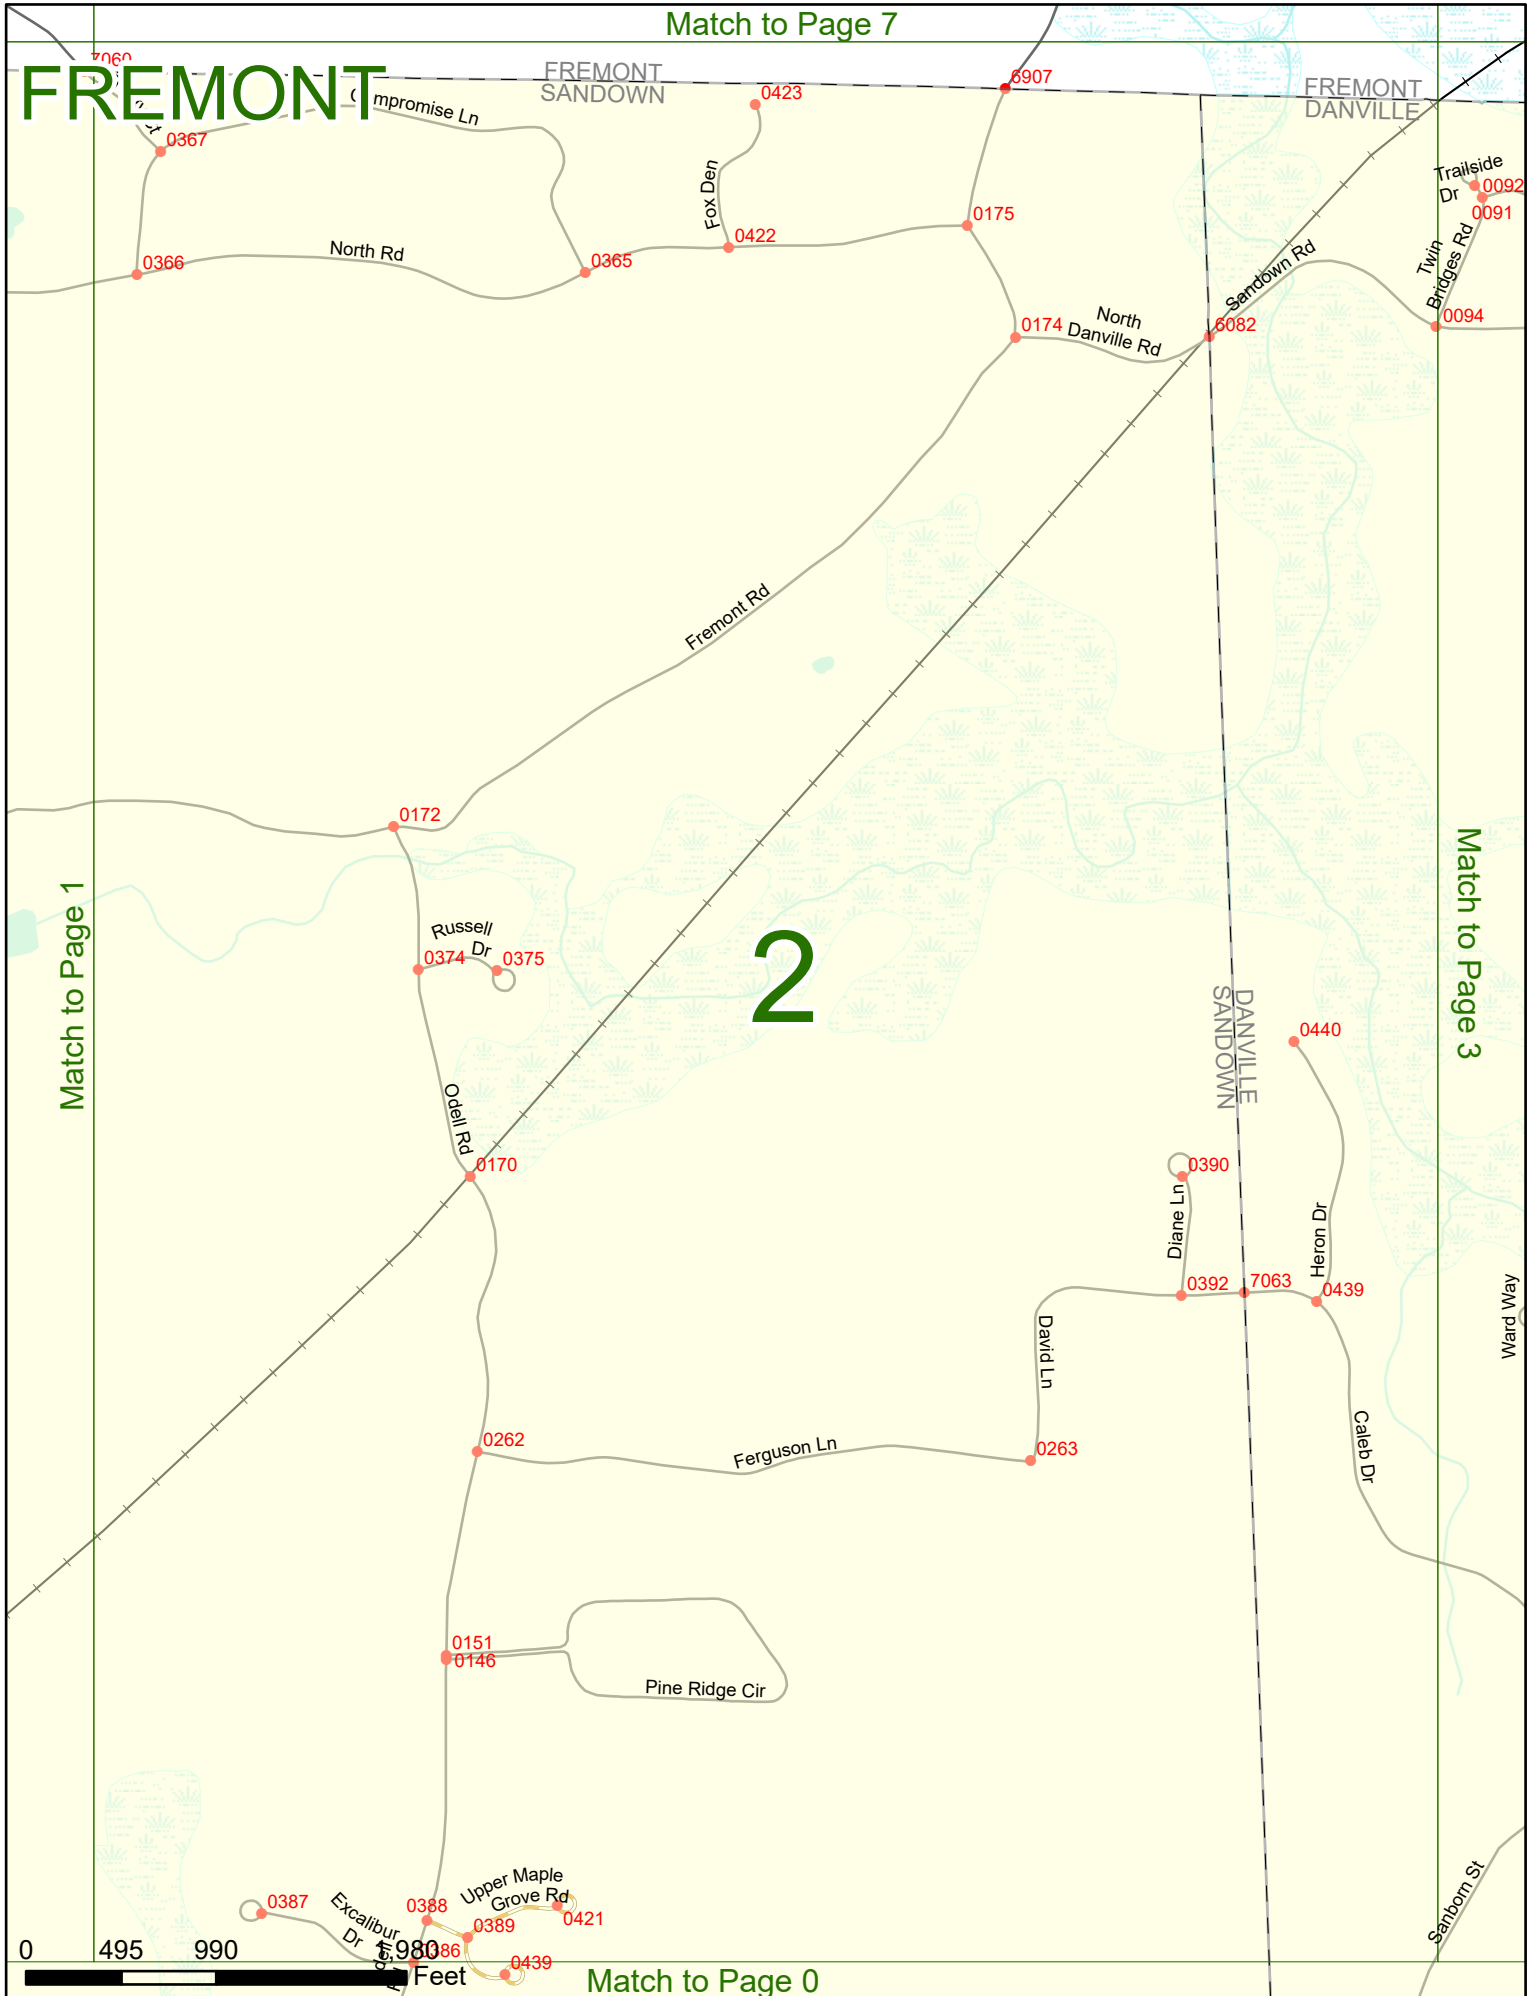 Match to Page 7
7060
FREMONT
FREMONT
SANDOWN
6907
FREMONT
DANVILLE
0423
Compromise Ln
0367
Fox Den
Trailside
Dr
0092
0091
0175
0422
North Rd
0366
0365
Twin
Bridges Rd
Sandown Rd
0094
0174
North
Danville Rd
6082
Fremont Rd
0172
Match to Page 1
Match to Page 3
Russell
Dr
0374
0375
2
DANVILLE
SANDOWN
0440
Odell Rd
0170
0390
Diane Ln
Heron Dr
0392
7063
0439
Ward Way
David Ln
0262
Ferguson Ln
0263
Caleb Dr
0151
0146
Pine Ridge Cir
Upper Maple
Grove Rd
0387
Excalibur
Dr
0388
0389
0421
Sanborn St
0386
0439
0
495
990
1,980
Feet
Match to Page 0